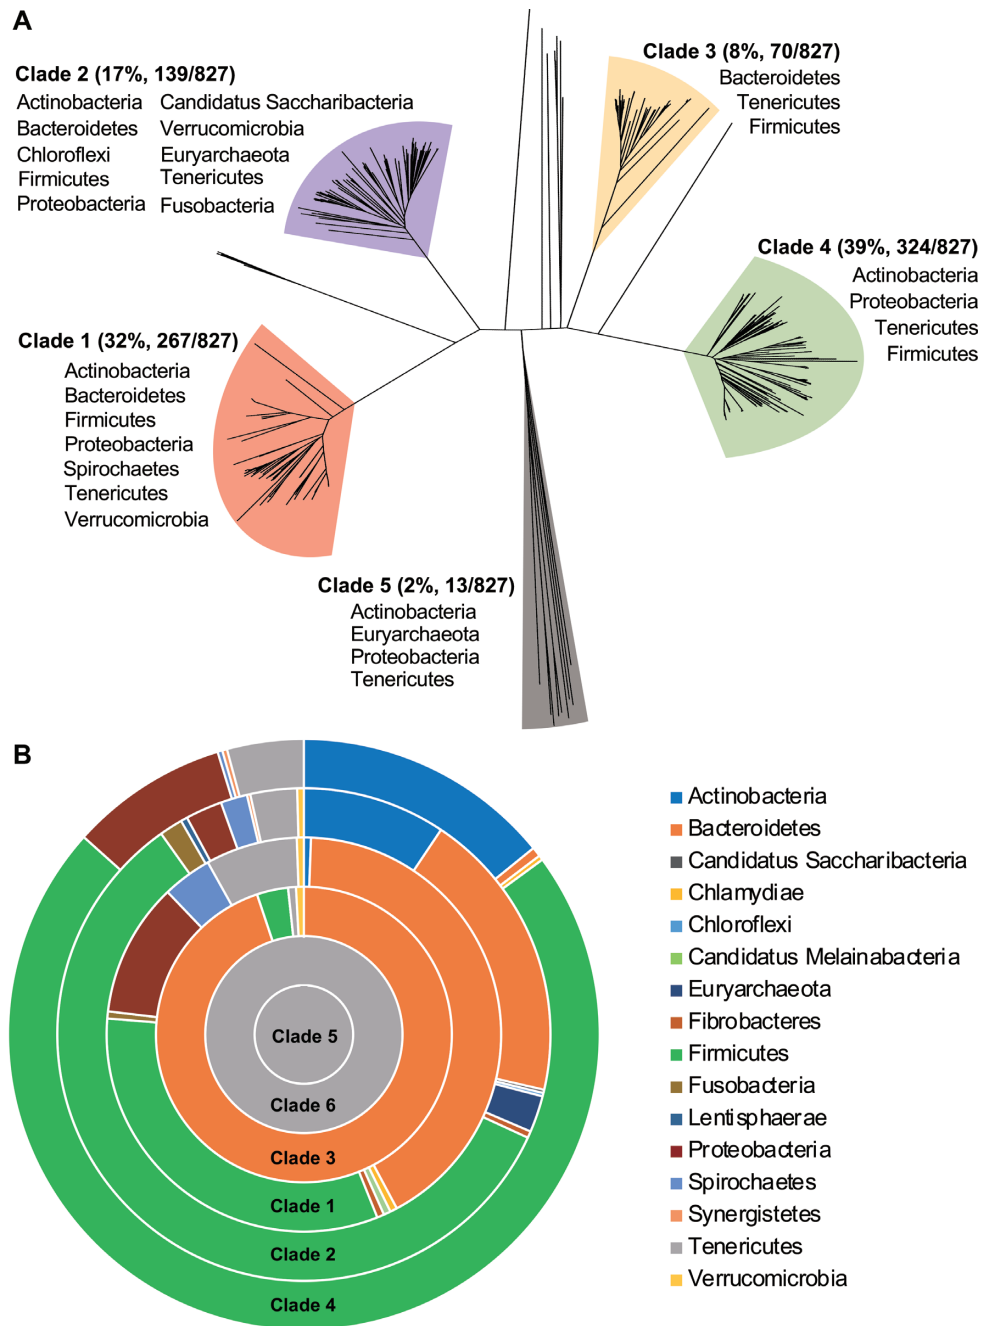 A
Clade 2 (17%, 139/827)
Actinobacteria
Bacteroidetes
Chloroflexi
Firmicutes
Proteobacteria
Candidatus Saccharibacteria
Verrucomicrobia
Euryarchaeota
Tenericutes
Fusobacteria
Clade 3 (8%, 70/827)
Bacteroidetes
Tenericutes
Firmicutes
Clade 4 (39%, 324/827)
Actinobacteria
Proteobacteria
Tenericutes
Firmicutes
Clade 1 (32%, 267/827)
Actinobacteria
Bacteroidetes
Firmicutes
Proteobacteria
Spirochaetes
Tenericutes
Verrucomicrobia
Clade 5 (2%, 13/827)
Actinobacteria
Euryarchaeota
Proteobacteria
Tenericutes
B
Clade 5
Clade 6
Clade 3
Clade 1
Clade 2
Clade 4
Actinobacteria
Bacteroidetes
Candidatus Saccharibacteria
Chlamydiae
Chloroflexi
Candidatus Melainabacteria
Euryarchaeota
Fibrobacteres
Firmicutes
Fusobacteria
Lentisphaerae
Proteobacteria
Spirochaetes
Synergistetes
Tenericutes
Verrucomicrobia